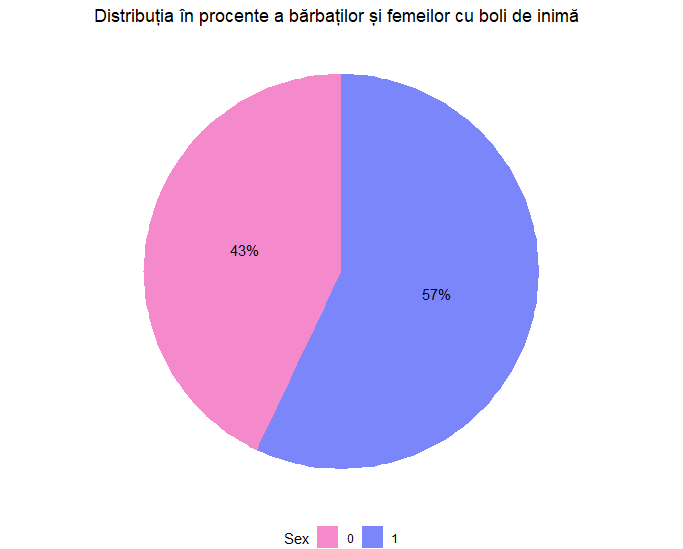 Distribuția în procente a bărbaților și femeilor cu boli de inimă
43%
57%
Sex 0 1